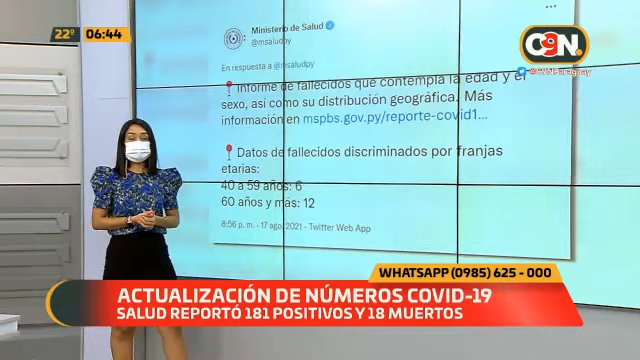 22º 06:44
Ministerio de Salud
@msaludpy
...
C9N
@C9NParaguay
En respuesta a @msaludpy
Informe de fallecidos que contempla la edad y el
sexo, así como su distribución geográfica. Más
información en mspbs.gov.py/reporte-covid1...
Datos de fallecidos discriminados por franjas
etarias:
40 a 59 años: 6
60 años y más: 12
8:56 p. m. - 17 ago. 2021 - Twitter Web App
WHATSAPP (0985) 625 - 000
ACTUALIZACIÓN DE NÚMEROS COVID-19
SALUD REPORTÓ 181 POSITIVOS Y 18 MUERTOS